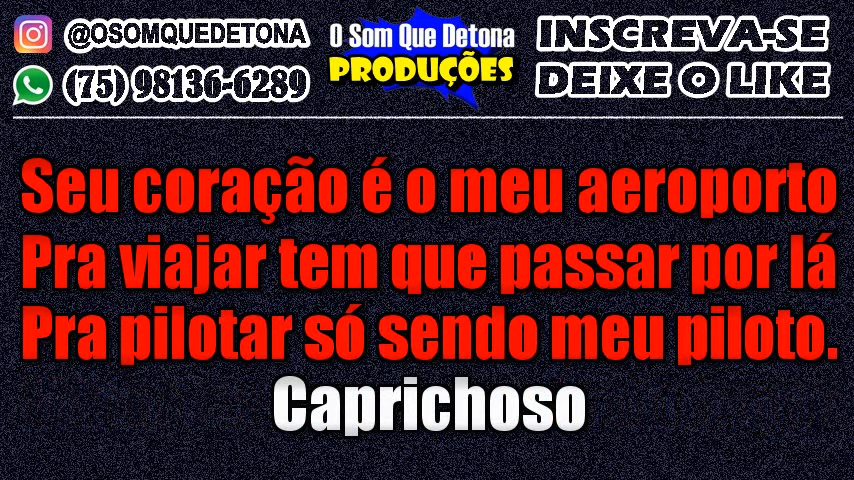 @OSOMQUEDETONA
(75) 98136-6289
O Som Que Detona
PRODUÇÕES
INSCREVA-SE
DEIXE O LIKE
Seu coração é o meu aeroporto
Pra viajar tem que passar por lá
Pra pilotar só sendo meu piloto.
Caprichoso